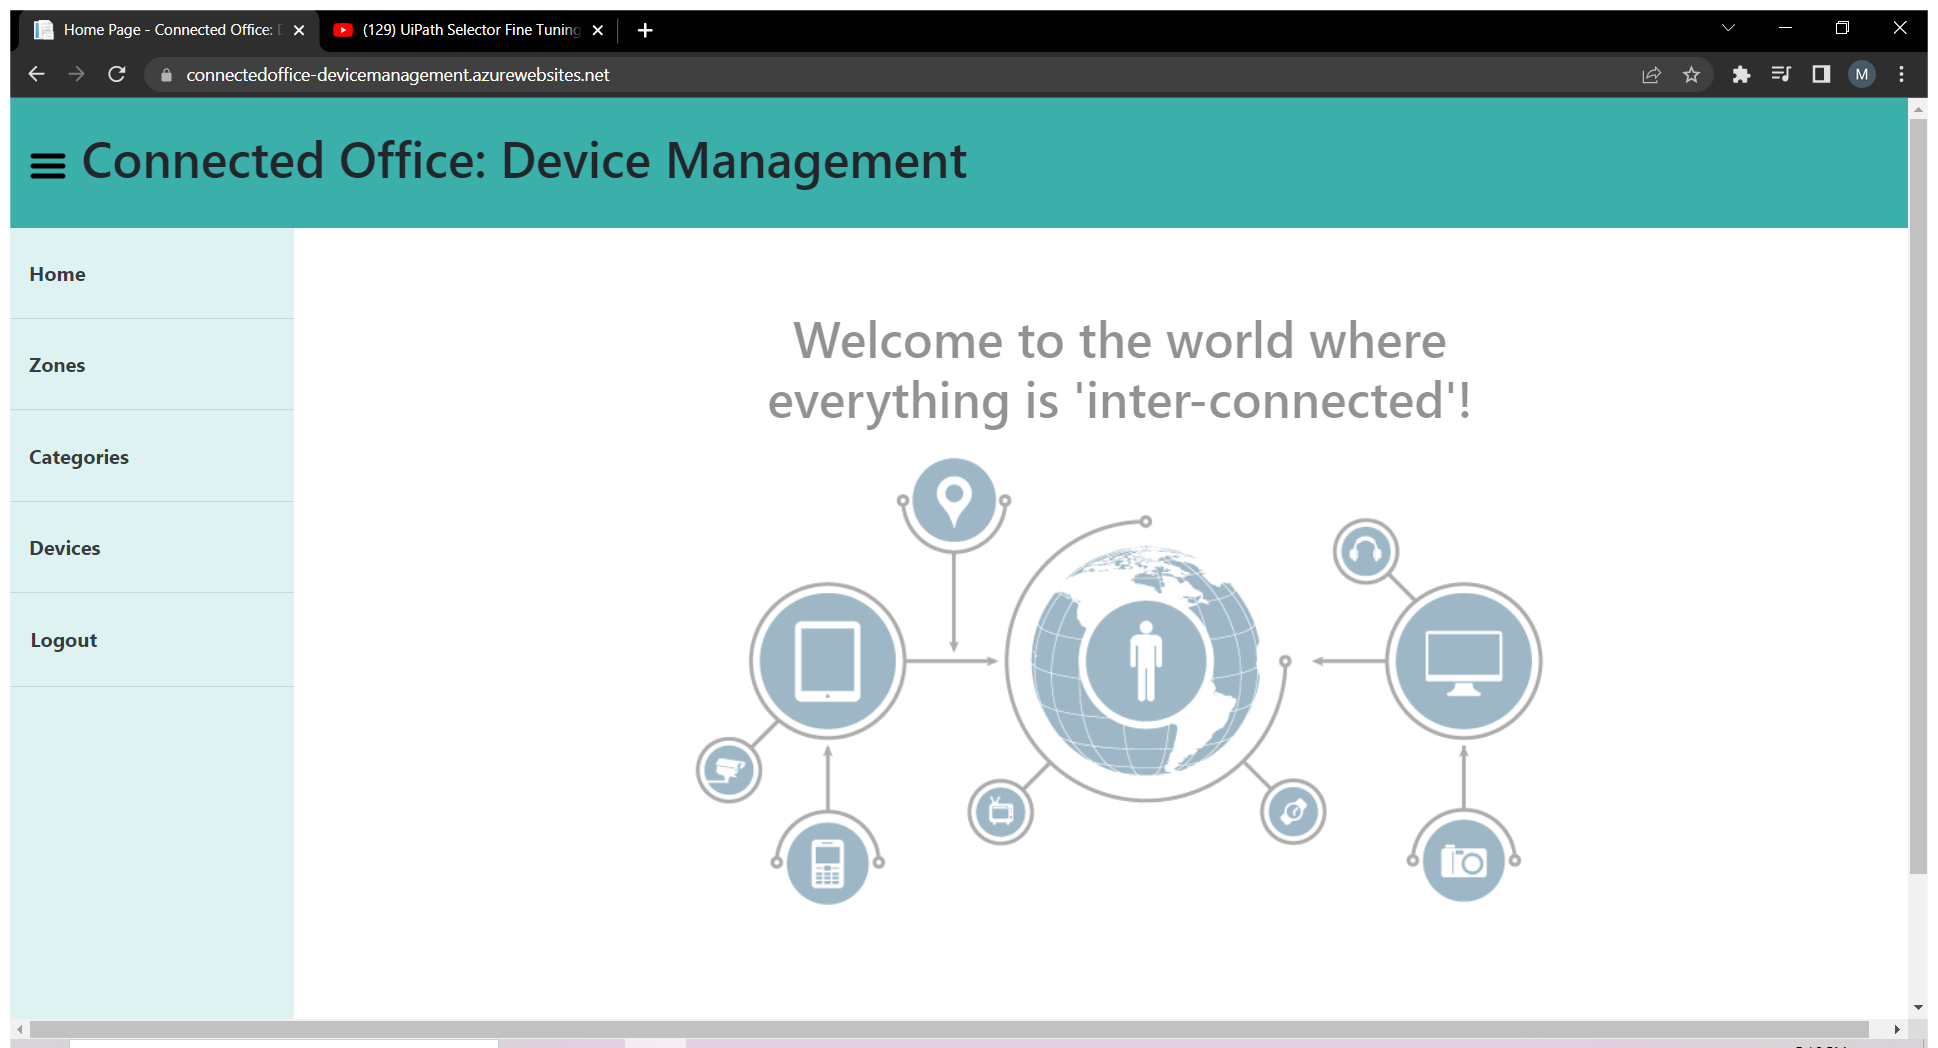 Home Page - Connected Office:
(129) UiPath Selector Fine Tuning
connectedoffice-devicemanagement.azurewebsites.net
M
Connected Office: Device Management
Home
Zones
Categories
Devices
Logout
Welcome to the world where
everything is 'inter-connected'!